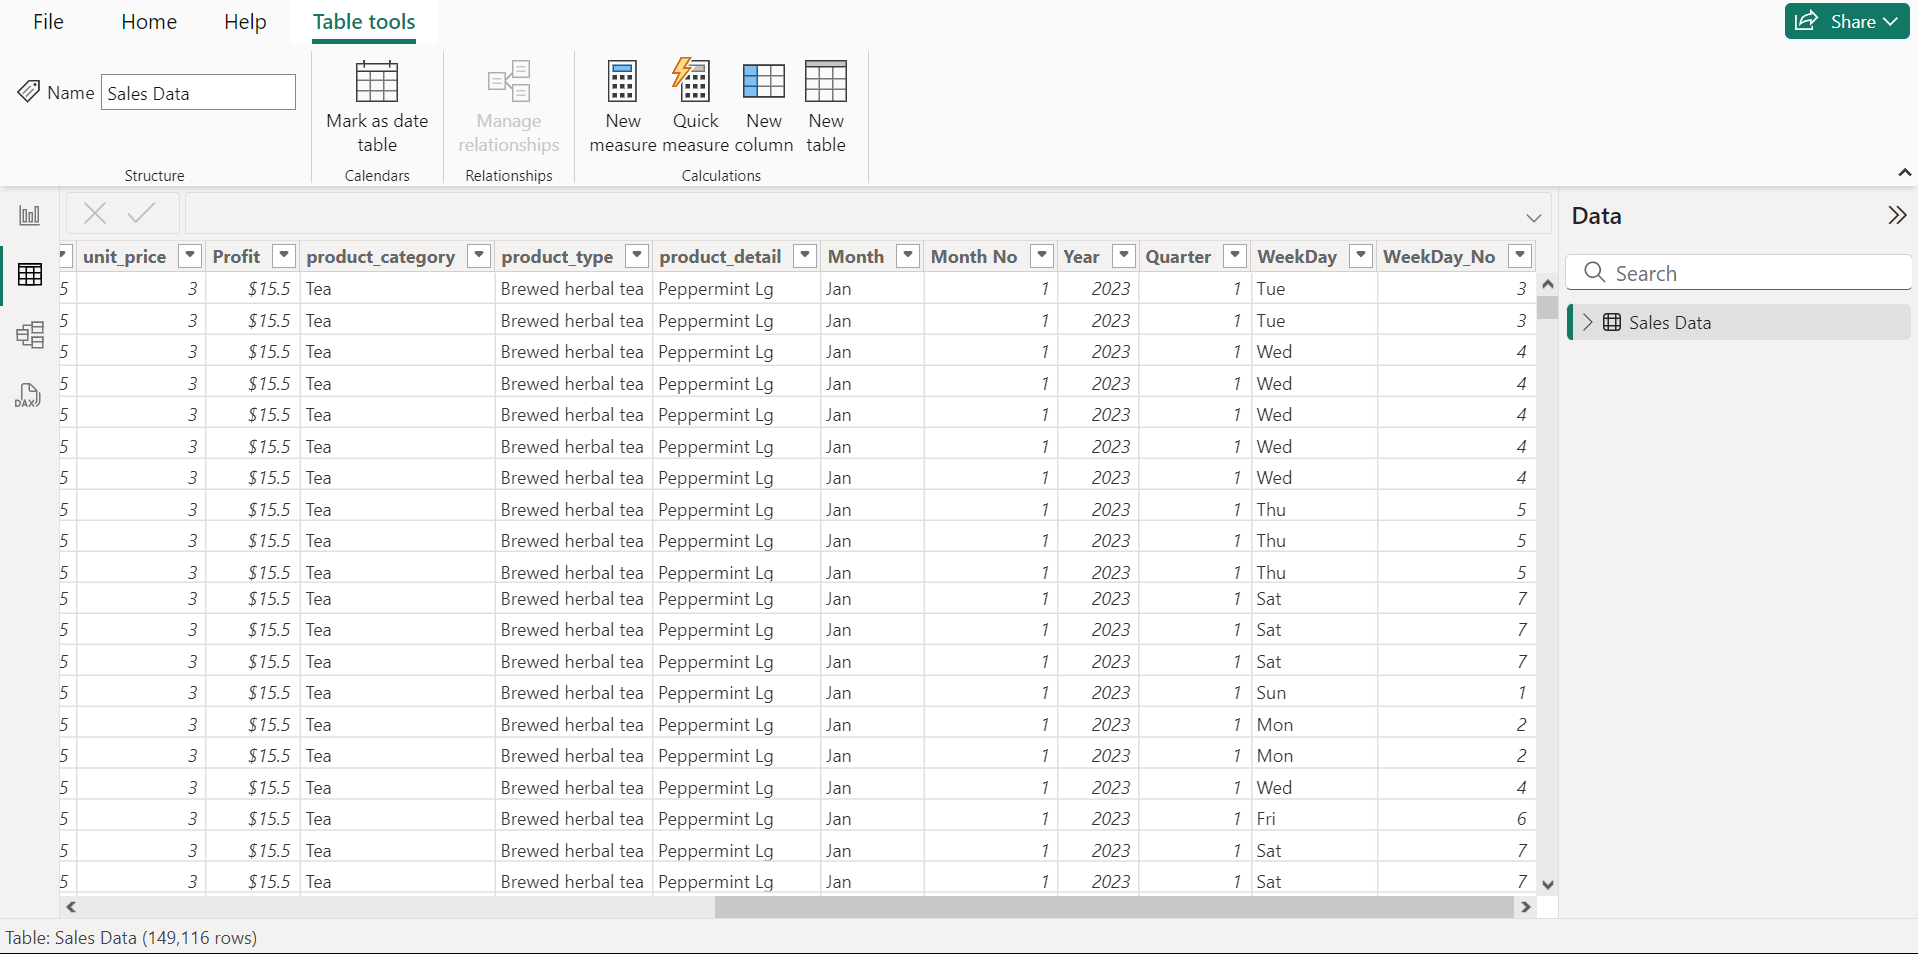 File Home Help Table tools Share
Name Sales Data
Mark as date table
Manage relationships
New measure
Quick measure
New column
New table
Structure Calendars Relationships Calculations
Data
Search
Sales Data
DAX
unit_price Profit product_category product_type product_detail Month Month No Year Quarter WeekDay WeekDay_No
5 3 $15.5 Tea Brewed herbal tea Peppermint Lg Jan 1 2023 1 Tue 3
5 3 $15.5 Tea Brewed herbal tea Peppermint Lg Jan 1 2023 1 Tue 3
5 3 $15.5 Tea Brewed herbal tea Peppermint Lg Jan 1 2023 1 Wed 4
5 3 $15.5 Tea Brewed herbal tea Peppermint Lg Jan 1 2023 1 Wed 4
5 3 $15.5 Tea Brewed herbal tea Peppermint Lg Jan 1 2023 1 Wed 4
5 3 $15.5 Tea Brewed herbal tea Peppermint Lg Jan 1 2023 1 Wed 4
5 3 $15.5 Tea Brewed herbal tea Peppermint Lg Jan 1 2023 1 Wed 4
5 3 $15.5 Tea Brewed herbal tea Peppermint Lg Jan 1 2023 1 Thu 5
5 3 $15.5 Tea Brewed herbal tea Peppermint Lg Jan 1 2023 1 Thu 5
5 3 $15.5 Tea Brewed herbal tea Peppermint Lg Jan 1 2023 1 Thu 5
5 3 $15.5 Tea Brewed herbal tea Peppermint Lg Jan 1 2023 1 Sat 7
5 3 $15.5 Tea Brewed herbal tea Peppermint Lg Jan 1 2023 1 Sat 7
5 3 $15.5 Tea Brewed herbal tea Peppermint Lg Jan 1 2023 1 Sat 7
5 3 $15.5 Tea Brewed herbal tea Peppermint Lg Jan 1 2023 1 Sun 1
5 3 $15.5 Tea Brewed herbal tea Peppermint Lg Jan 1 2023 1 Mon 2
5 3 $15.5 Tea Brewed herbal tea Peppermint Lg Jan 1 2023 1 Mon 2
5 3 $15.5 Tea Brewed herbal tea Peppermint Lg Jan 1 2023 1 Wed 4
5 3 $15.5 Tea Brewed herbal tea Peppermint Lg Jan 1 2023 1 Fri 6
5 3 $15.5 Tea Brewed herbal tea Peppermint Lg Jan 1 2023 1 Sat 7
5 3 $15.5 Tea Brewed herbal tea Peppermint Lg Jan 1 2023 1 Sat 7
Table: Sales Data (149,116 rows)